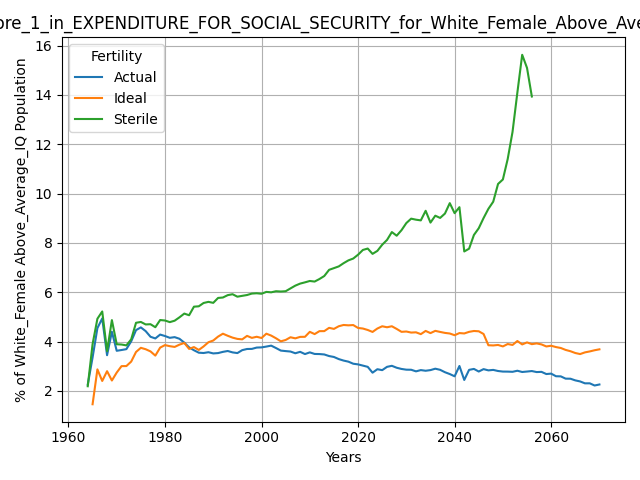 ore_1_in_EXPENDITURE_FOR_SOCIAL_SECURITY_for_White_Female_Above_Ave
Fertility
Actual
Ideal
Sterile
% of White_Female Above_Average_IQ Population
16
14
12
10
8
6
4
2
1960
1980
2000
2020
2040
2060
Years